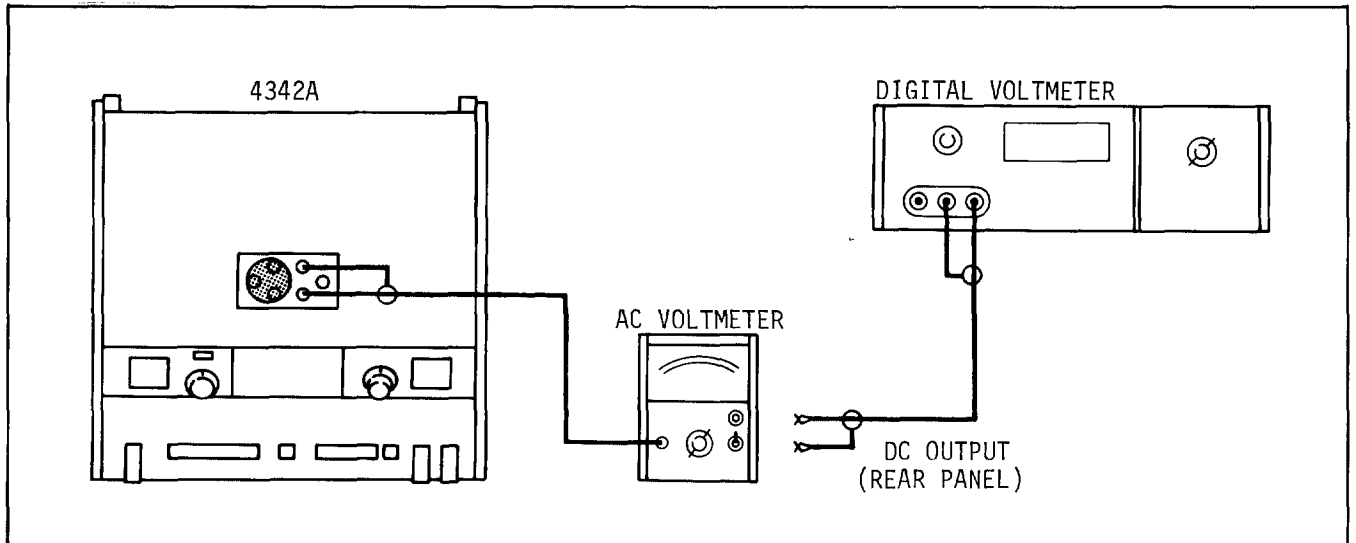 4342A
DIGITAL VOLTMETER
AC VOLTMETER
DC OUTPUT
(REAR PANEL)